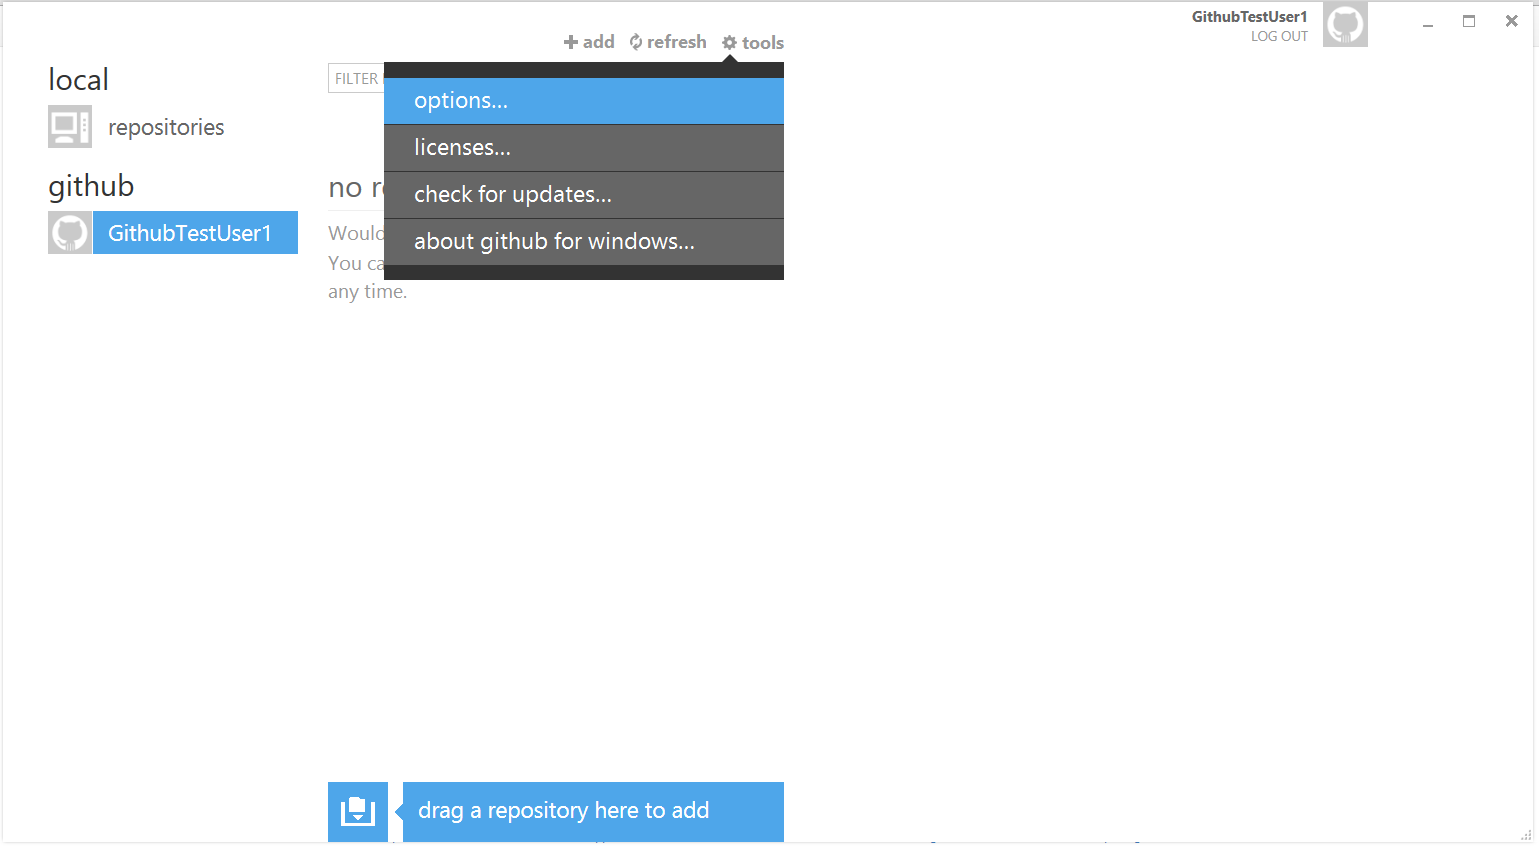 GithubTestUser1
LOG OUT
add refresh tools
local
repositories
github
GithubTestUser1
FILTER
options...
licenses...
check for updates...
about github for windows...
no
Would
You
any time.
drag a repository here to add